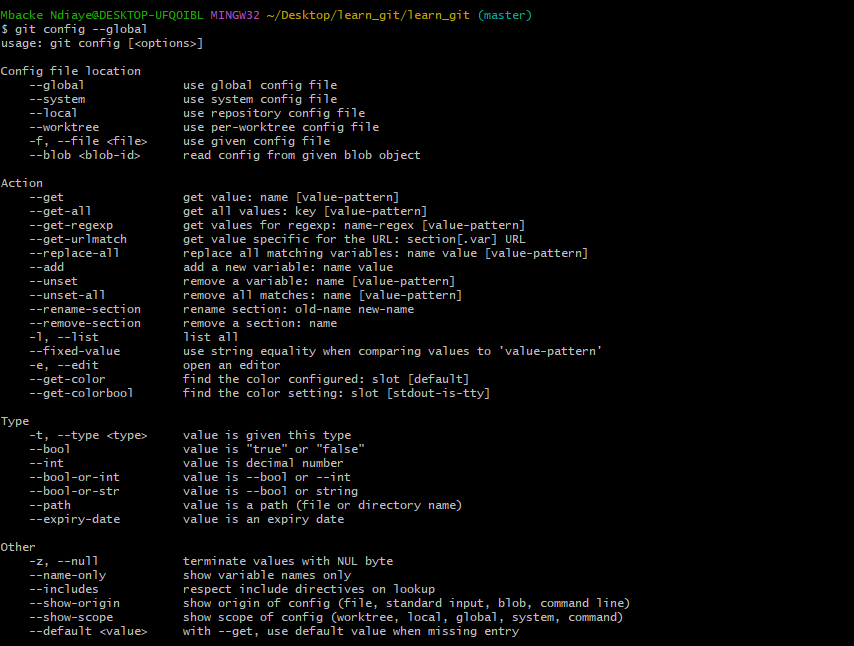 Mbacke Ndiaye@DESKTOP-UFQOIBL MINGW32 ~/Desktop/learn_git/learn_git (master)
$ git config --global
usage: git config [<options>]

Config file location
    --global              use global config file
    --system              use system config file
    --local               use repository config file
    --worktree            use per-worktree config file
    -f, --file <file>     use given config file
    --blob <blob-id>      read config from given blob object

Action
    --get                 get value: name [value-pattern]
    --get-all             get all values: key [value-pattern]
    --get-regexp          get values for regexp: name-regex [value-pattern]
    --get-urlmatch        get value specific for the URL: section[.var] URL
    --replace-all         replace all matching variables: name value [value-pattern]
    --add                 add a new variable: name value
    --unset               remove a variable: name [value-pattern]
    --unset-all           remove all matches: name [value-pattern]
    --rename-section      rename section: old-name new-name
    --remove-section      remove a section: name
    -l, --list            list all
    --fixed-value         use string equality when comparing values to 'value-pattern'
    -e, --edit            open an editor
    --get-color           find the color configured: slot [default]
    --get-colorbool       find the color setting: slot [stdout-is-tty]

Type
    -t, --type <type>     value is given this type
    --bool                value is "true" or "false"
    --int                 value is decimal number
    --bool-or-int         value is --bool or --int
    --bool-or-str         value is --bool or string
    --path                value is a path (file or directory name)
    --expiry-date         value is an expiry date

Other
    -z, --null            terminate values with NUL byte
    --name-only           show variable names only
    --includes            respect include directives on lookup
    --show-origin         show origin of config (file, standard input, blob, command line)
    --show-scope          show scope of config (worktree, local, global, system, command)
    --default <value>     with --get, use default value when missing entry